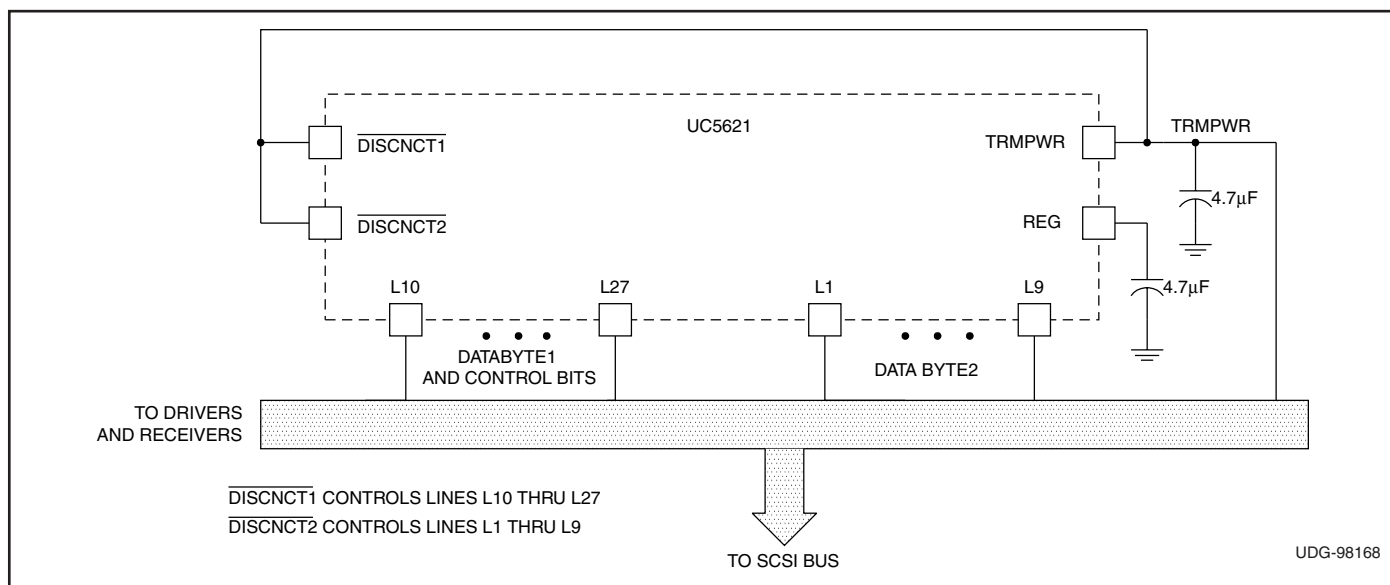 UC5621
DISCNCT1
TRMPWR
TRMPWR
4.7µF
DISCNCT2
REG
4.7µF
L10
L27
L1
L9
DATABYTE1
AND CONTROL BITS
DATA BYTE2
TO DRIVERS
AND RECEIVERS
DISCNCT1 CONTROLS LINES L10 THRU L27
DISCNCT2 CONTROLS LINES L1 THRU L9
TO SCSI BUS
UDG-98168